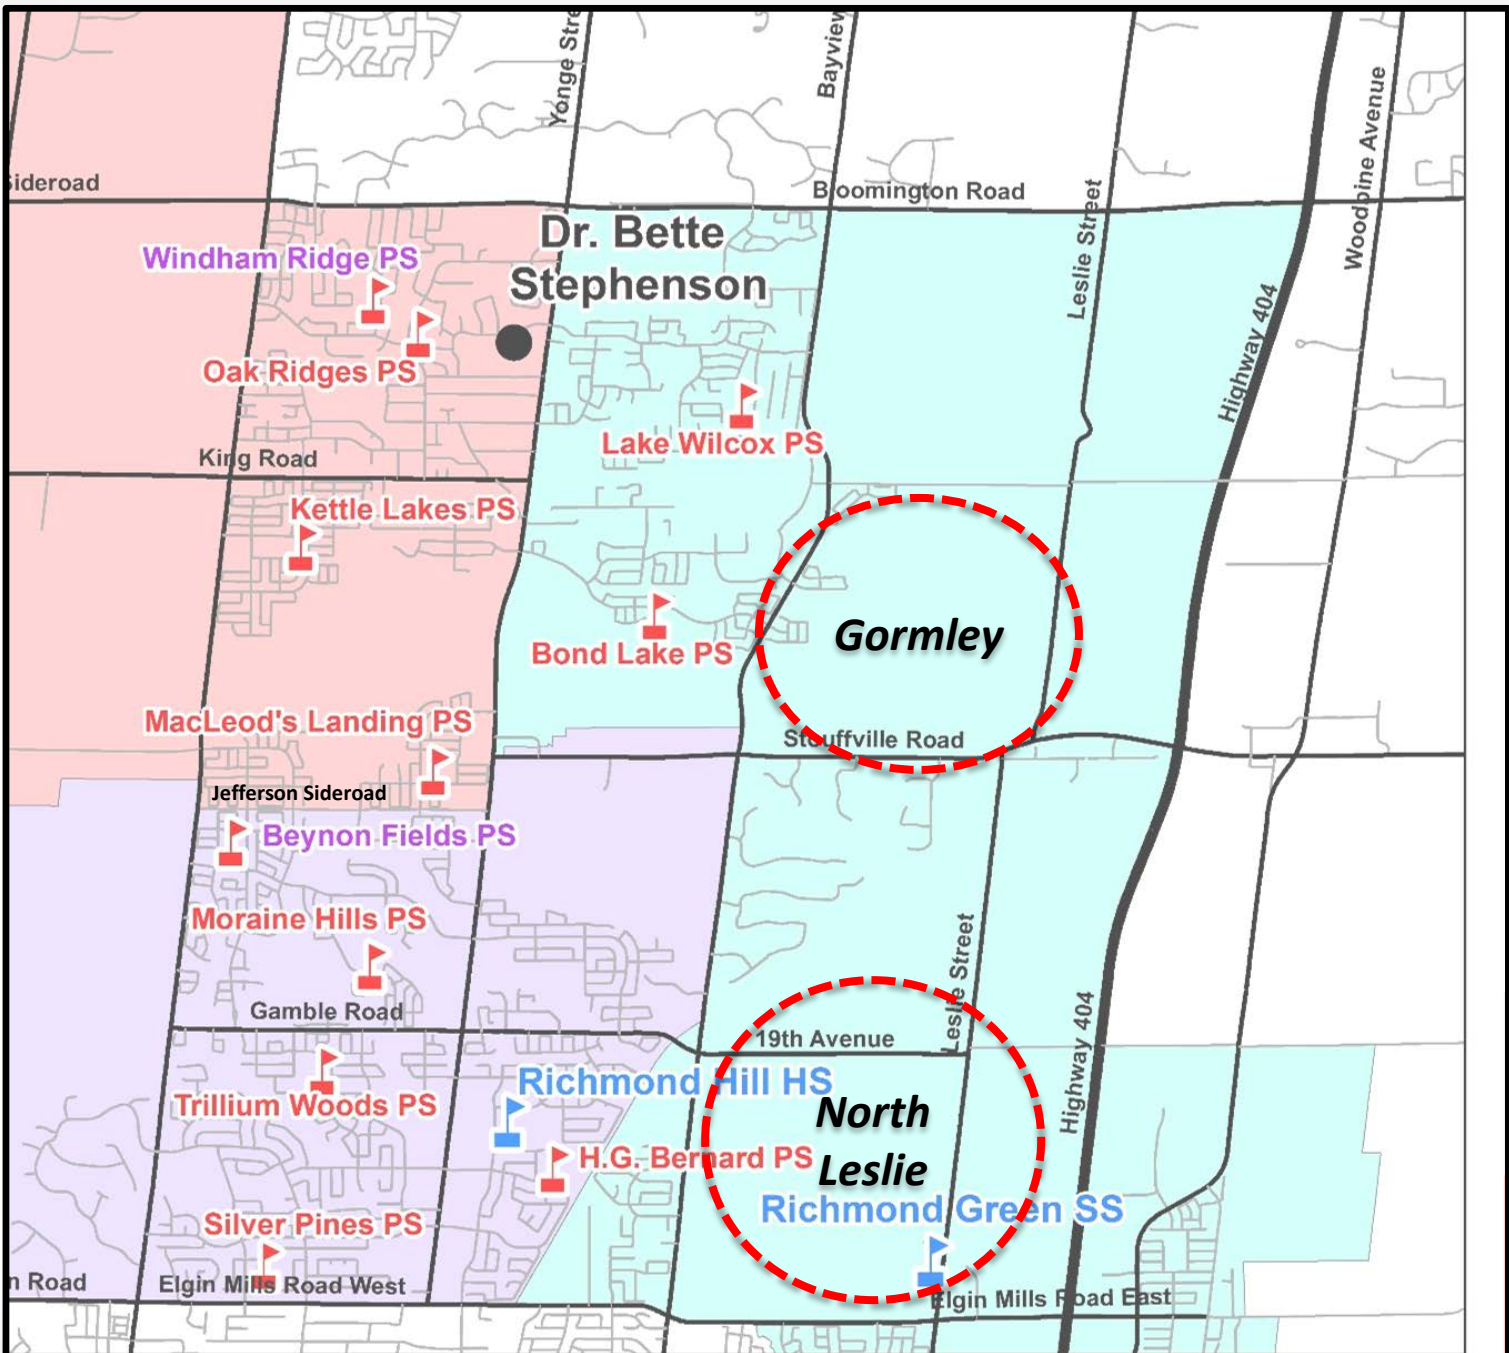 Yonge Stre
Bayview
Woodbine Avenue
Sideroad
Bloomington Road
Leslie Street
Dr. Bette
Stephenson
Windham Ridge PS
Highway 404
Oak Ridges PS
Lake Wilcox PS
King Road
Kettle Lakes PS
Gormley
Bond Lake PS
MacLeod's Landing PS
Stouffville Road
Jefferson Sideroad
Beynon Fields PS
Moraine Hills PS
Leslie Street
Gamble Road
19th Avenue
Highway 404
Richmond Hill HS
Trillium Woods PS
North
Leslie
H.G. Bernard PS
Richmond Green SS
Silver Pines PS
n Road
Elgin Mills Road West
Elgin Mills Road East